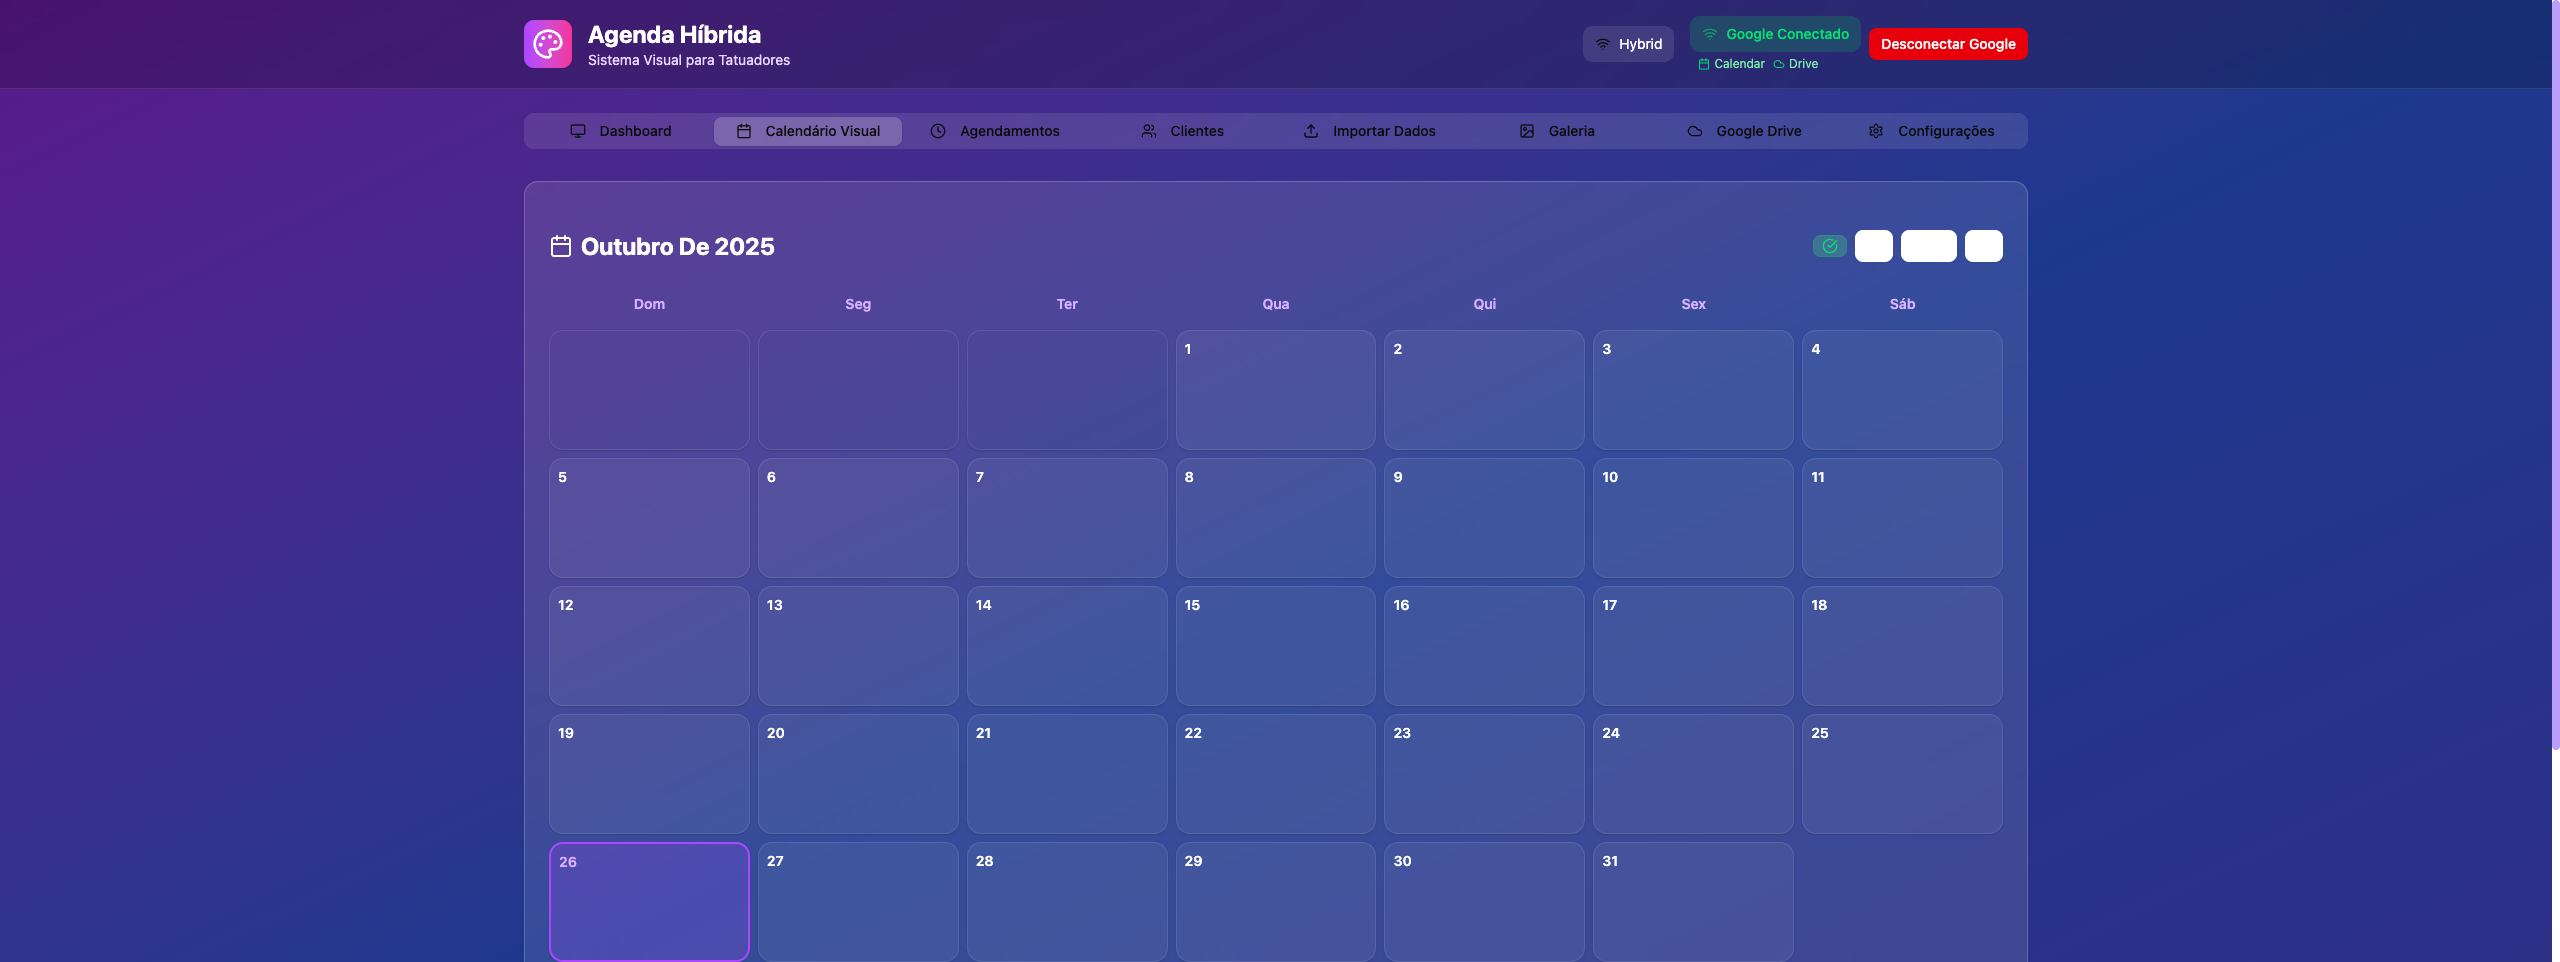 Agenda Híbrida
Sistema Visual para Tatuadores
Hybrid
Google Conectado
Calendar Drive
Desconectar Google
Dashboard Calendário Visual Agendamentos Clientes Importar Dados Galeria Google Drive Configurações
Outubro De 2025
Dom Seg Ter Qua Qui Sex Sáb
1 2 3 4
5 6 7 8 9 10 11
12 13 14 15 16 17 18
19 20 21 22 23 24 25
26 27 28 29 30 31